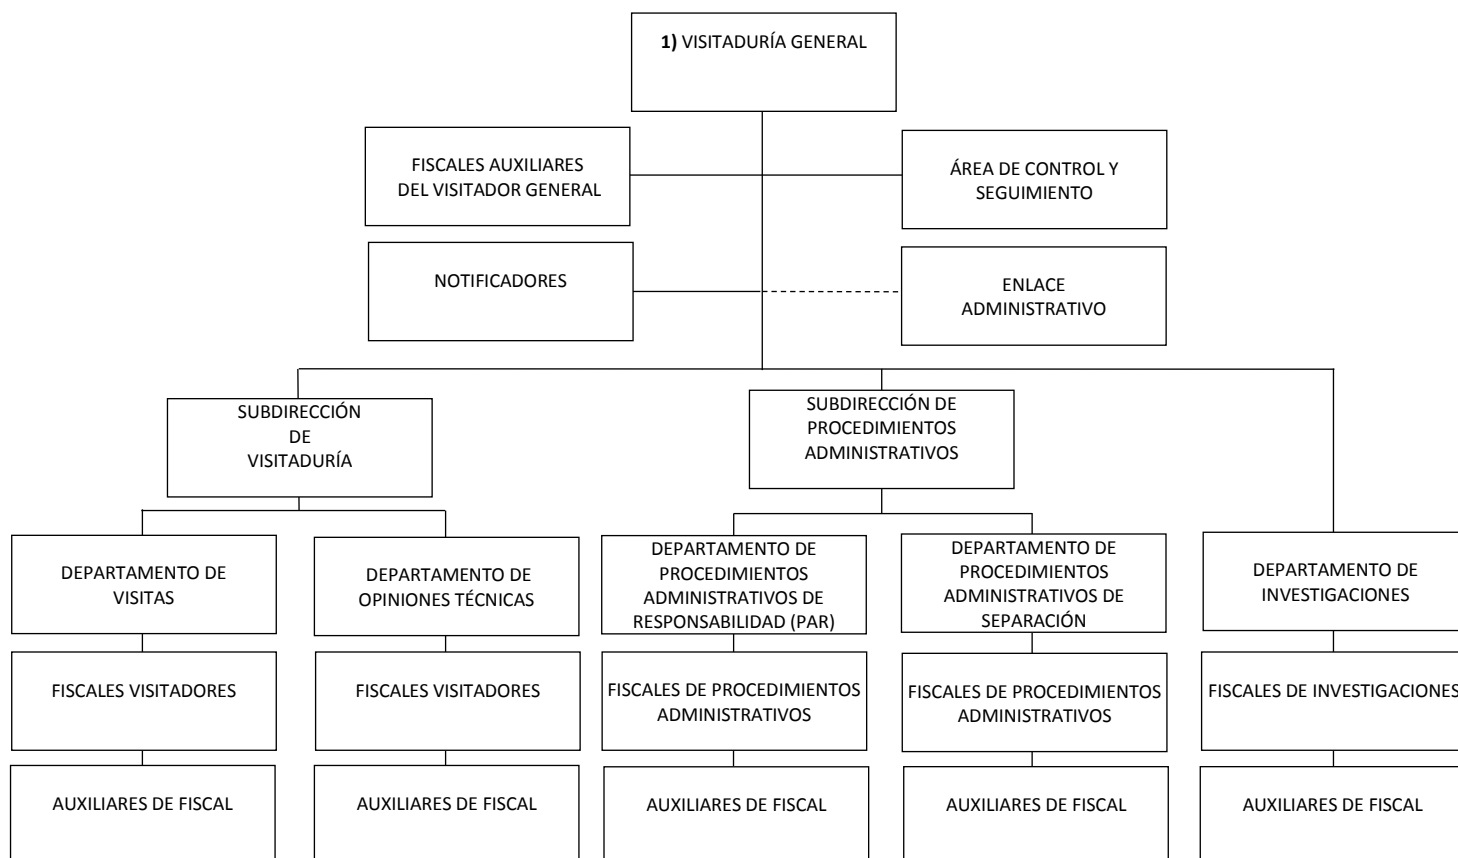 1) VISITADURÍA GENERAL
FISCALES AUXILIARES
DEL VISITADOR GENERAL
ÁREA DE CONTROL Y
SEGUIMIENTO
NOTIFICADORES
ENLACE
ADMINISTRATIVO
SUBDIRECCIÓN
DE
VISITADURÍA
SUBDIRECCIÓN DE
PROCEDIMIENTOS
ADMINISTRATIVOS
DEPARTAMENTO DE
VISITAS
DEPARTAMENTO DE
OPINIONES TÉCNICAS
DEPARTAMENTO DE
PROCEDIMIENTOS
ADMINISTRATIVOS DE
RESPONSABILIDAD (PAR)
DEPARTAMENTO DE
PROCEDIMIENTOS
ADMINISTRATIVOS DE
SEPARACIÓN
DEPARTAMENTO DE
INVESTIGACIONES
FISCALES VISITADORES
FISCALES VISITADORES
FISCALES DE PROCEDIMIENTOS
ADMINISTRATIVOS
FISCALES DE PROCEDIMIENTOS
ADMINISTRATIVOS
FISCALES DE INVESTIGACIONES
AUXILIARES DE FISCAL
AUXILIARES DE FISCAL
AUXILIARES DE FISCAL
AUXILIARES DE FISCAL
AUXILIARES DE FISCAL